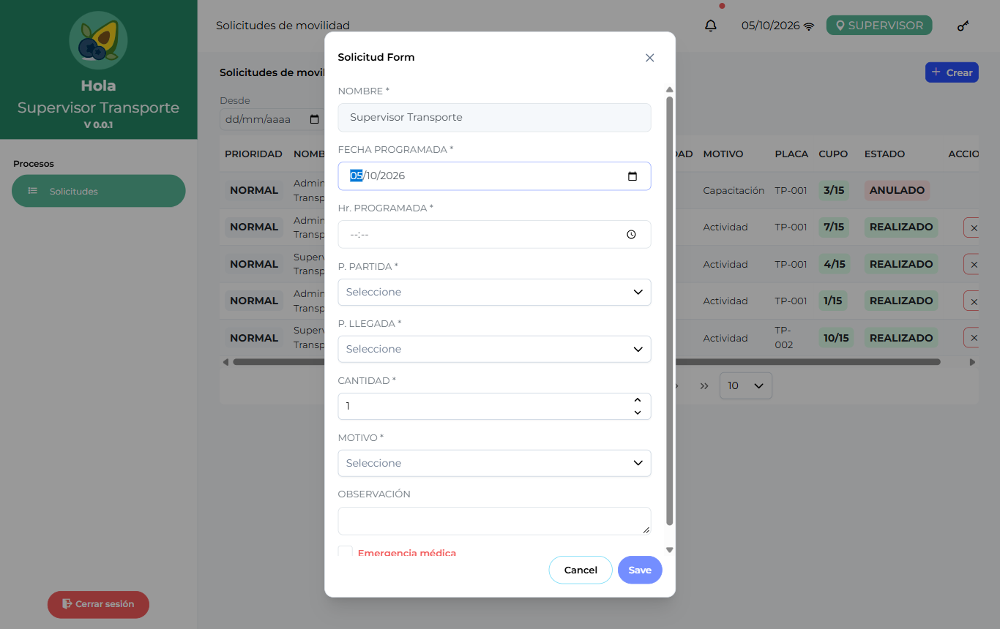 Hola
Supervisor Transporte
V 0.0.1
Procesos
Solicitudes
Cerrar sesión
Solicitudes de movilidad
05/10/2026
SUPERVISOR
Solicitudes de movil
Crear
Desde
dd/mm/aaaa
PRIORIDAD NOMB DAD MOTIVO PLACA CUPO ESTADO ACCIO
NORMAL Admin Transp Capacitación TP-001 3/15 ANULADO
NORMAL Admin Transp Actividad TP-001 7/15 REALIZADO
NORMAL Superv Transp Actividad TP-001 4/15 REALIZADO
NORMAL Admin Transp Actividad TP-001 1/15 REALIZADO
NORMAL Superv Transp Actividad TP-002 10/15 REALIZADO
10
Solicitud Form
NOMBRE *
Supervisor Transporte
FECHA PROGRAMADA *
05/10/2026
Hr. PROGRAMADA *
--:--
P. PARTIDA *
Seleccione
P. LLEGADA *
Seleccione
CANTIDAD *
1
MOTIVO *
Seleccione
OBSERVACIÓN
Emergencia médica
Cancel
Save